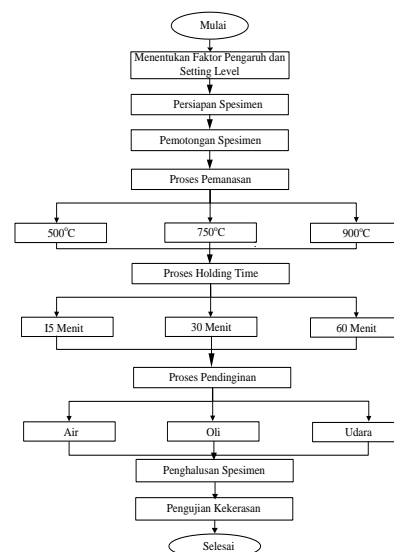 Mulai
Menentukan Faktor Pengaruh dan
Setting Level
Persiapan Spesimen
Pemotongan Spesimen
Proses Pemanasan
500°C
750°C
900°C
Proses Holding Time
I5 Menit
30 Menit
60 Menit
Proses Pendinginan
Air
Oli
Udara
Penghalusan Spesimen
Pengujian Kekerasan
Selesai